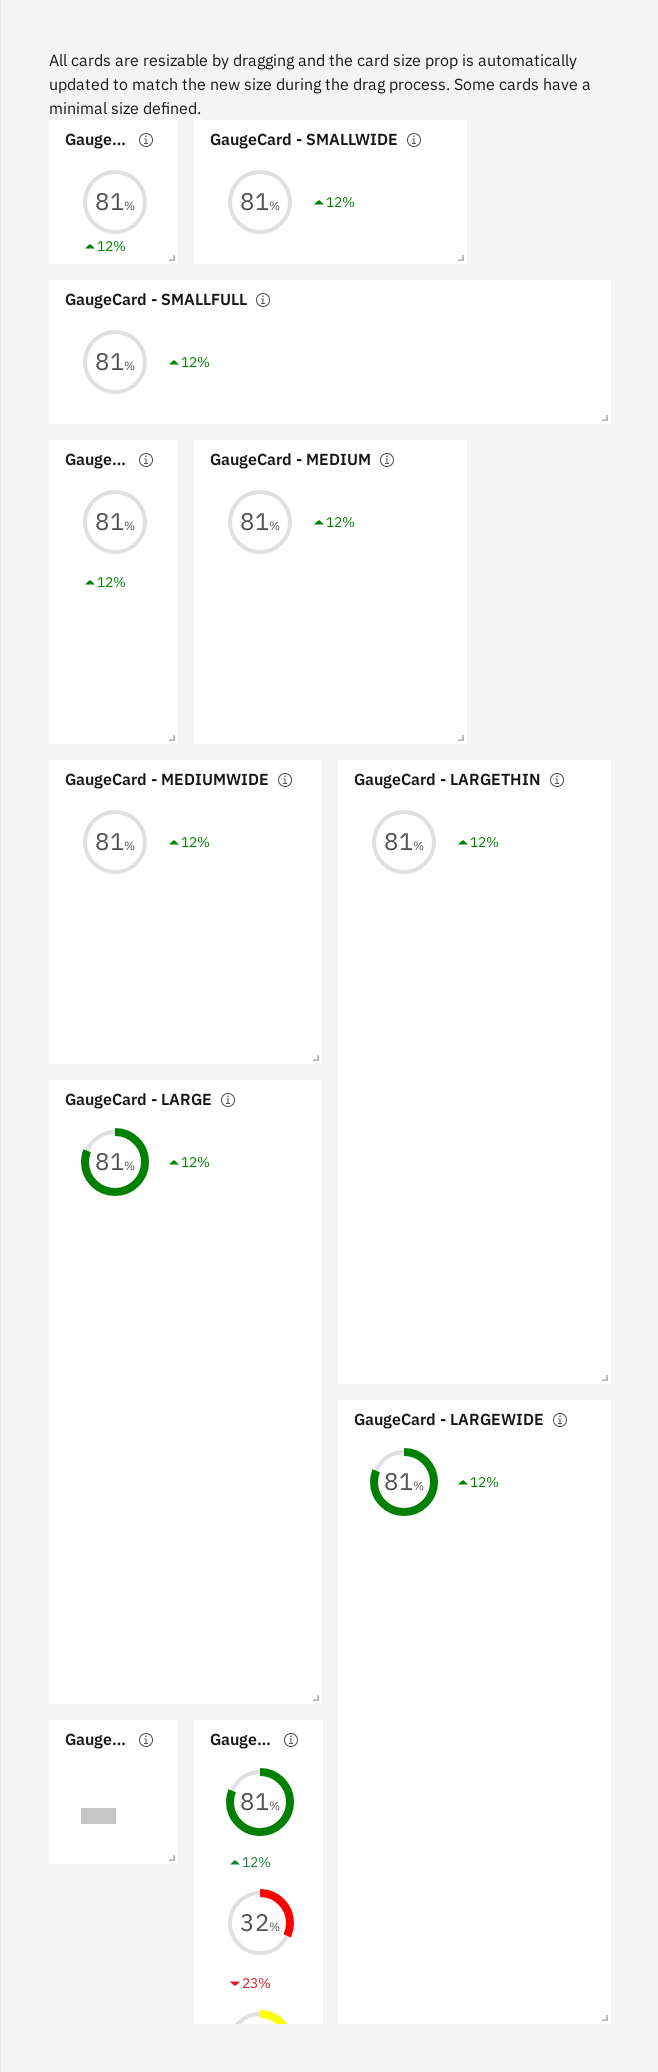 All cards are resizable by dragging and the card size prop is automatically
updated to match the new size during the drag process. Some cards have a
minimal size defined.
Gauge...
81%
12%
GaugeCard - SMALLWIDE
81%
12%
GaugeCard - SMALLFULL
81%
12%
Gauge...
81%
12%
GaugeCard - MEDIUM
81%
12%
GaugeCard - MEDIUMWIDE
81%
12%
GaugeCard - LARGETHIN
81%
12%
GaugeCard - LARGE
81%
12%
GaugeCard - LARGEWIDE
81%
12%
Gauge...
Gauge...
81%
12%
32%
23%